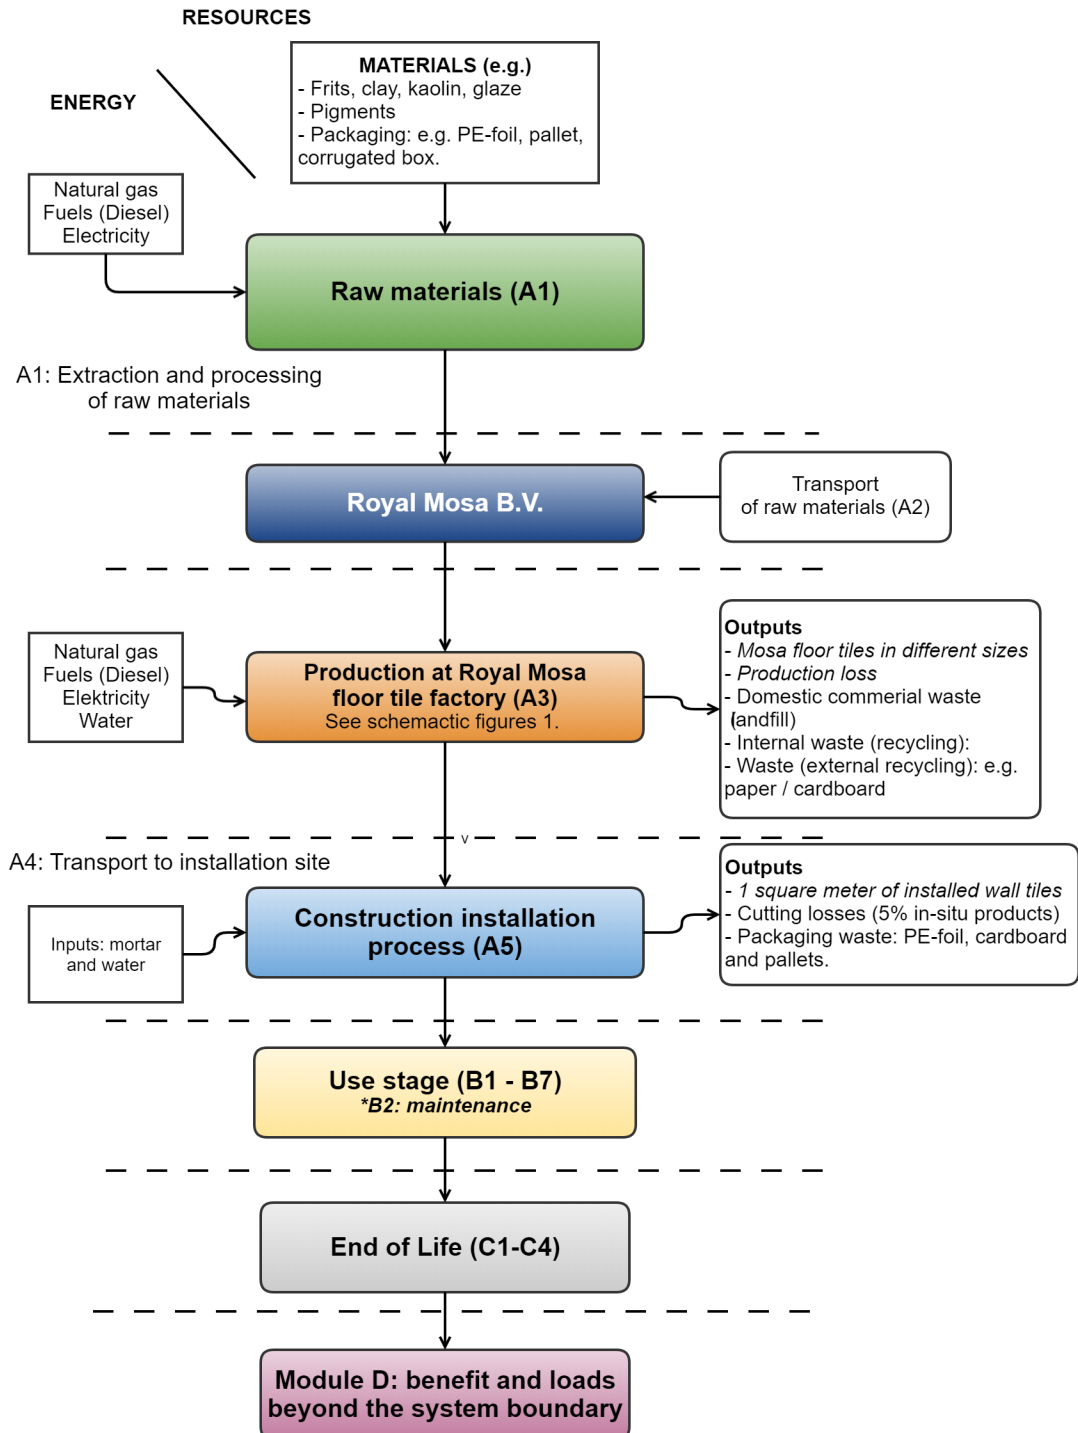 RESOURCES
ENERGY
MATERIALS (e.g.)
- Frits, clay, kaolin, glaze
- Pigments
- Packaging: e.g. PE-foil, pallet,
corrugated box.
Natural gas
Fuels (Diesel)
Electricity
Raw materials (A1)
A1: Extraction and processing
of raw materials
Royal Mosa B.V.
Transport
of raw materials (A2)
Natural gas
Fuels (Diesel)
Elektricity
Water
Production at Royal Mosa
floor tile factory (A3)
See schemactic figures 1.
Outputs
- Mosa floor tiles in different sizes
- Production loss
- Domestic commerial waste
(landfill)
- Internal waste (recycling):
- Waste (external recycling): e.g.
paper / cardboard
v
A4: Transport to installation site
Inputs: mortar
and water
Construction installation
process (A5)
Outputs
- 1 square meter of installed wall tiles
- Cutting losses (5% in-situ products)
- Packaging waste: PE-foil, cardboard
and pallets.
Use stage (B1 - B7)
*B2: maintenance
End of Life (C1-C4)
Module D: benefit and loads
beyond the system boundary